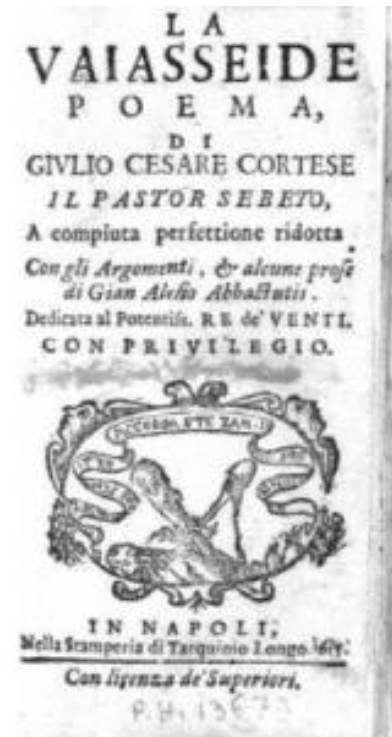 LA
VAIASSEIDE
POEMA,
DI
GIVLIO CESARE CORTESE
IL PASTOR SEBETO,
A compiuta perfettione ridotta
Con gli Argomenti, & alcune prose
di Gian Alesio Abbactutis.
Dedicata al Potentiss. RE de' VENTI.
CON PRIVILEGIO.
IN NAPOLI,
Nella Stamperia di Tarquinio Longo
Con licenza de' Superiori.
P.H.